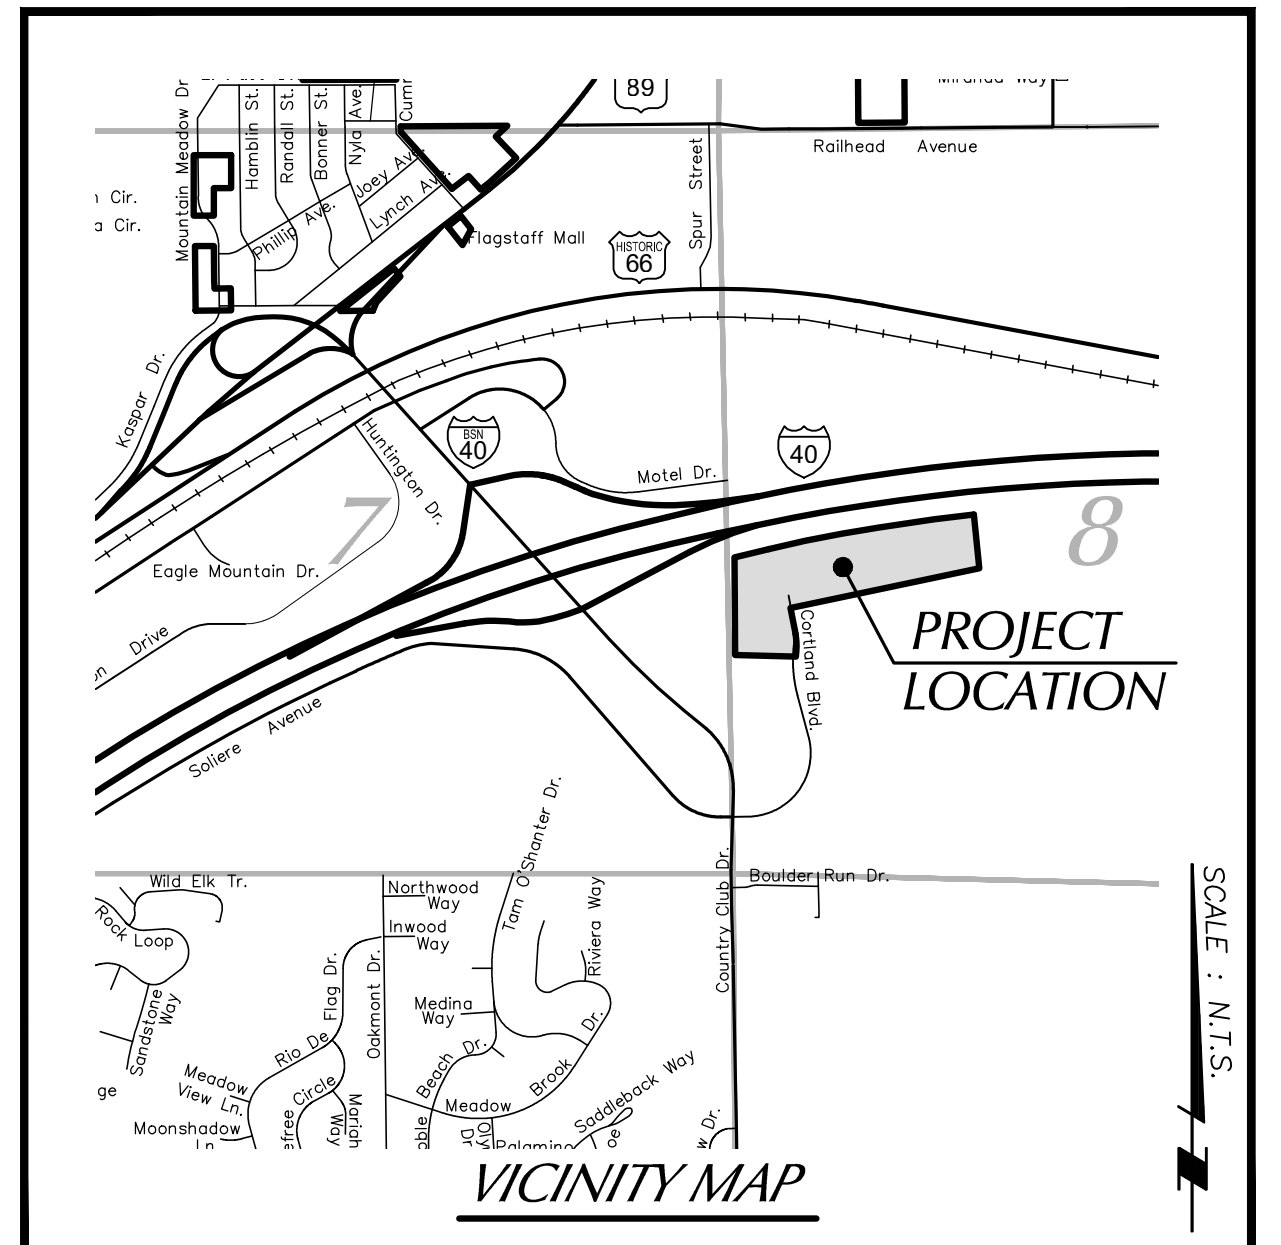 89
Miranda Way
Railhead Avenue
Mountain Meadow Dr
Hamblin St.
Randall St.
Bonner St.
Nyla Ave.
Joey Ave.
Lynch Ave.
Phillip Ave.
Cir.
a Cir.
Flagstaff Mall
HISTORIC
66
Spur Street
Kaspar Dr.
Huntington Dr.
BSN
40
40
Motel Dr.
7
8
Eagle Mountain Dr.
on Drive
Soliere Avenue
Cortland Blvd.
PROJECT
LOCATION
Tam O'Shanter Dr.
Country Club Dr.
Boulder Run Dr.
Wild Elk Tr.
Rock Loop
Sandstone
Way
Northwood
Way
Inwood
Way
Flag Dr.
Rio De
Oakmont Dr.
Riviera Way
Medina
Way
Beach Dr.
Meadow Brook Dr.
Saddleback Way
Meadow
View Ln.
Moonshadow
Ln
Circle
Mariah
Way
Palamino
w Dr.
ge
SCALE : N.T.S.
VICINITY MAP